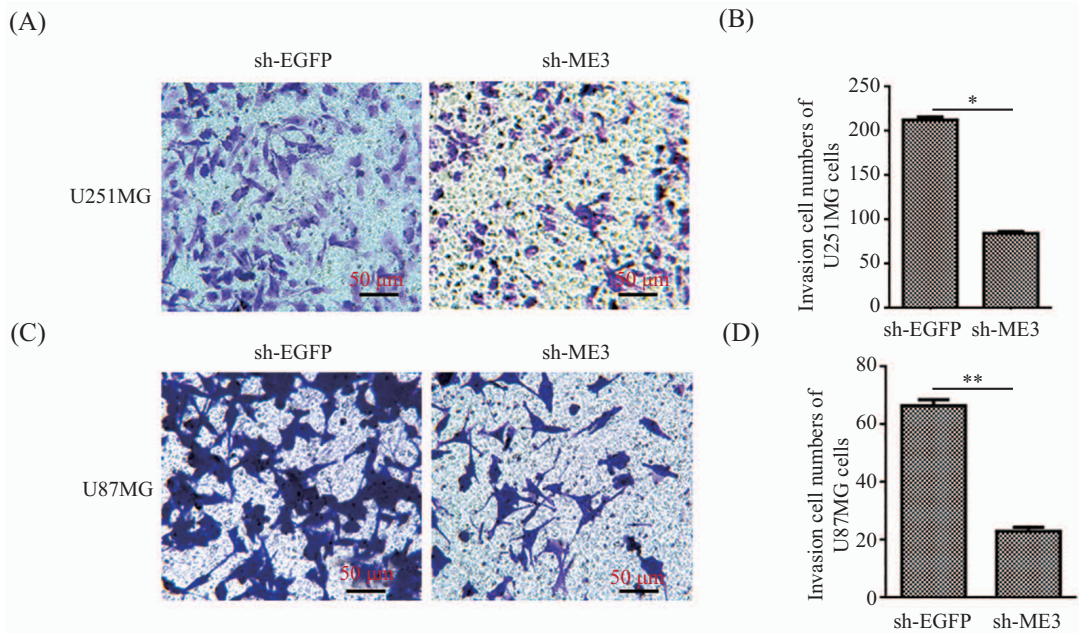 (A)
sh-EGFP
sh-ME3
U251MG
50 μm
50 μm
(B)
Invasion cell numbers of
U251MG cells
250
200
150
100
50
0
*
sh-EGFP
sh-ME3
(C)
sh-EGFP
sh-ME3
U87MG
50 μm
50 μm
(D)
Invasion cell numbers of
U87MG cells
80
60
40
20
0
**
sh-EGFP
sh-ME3